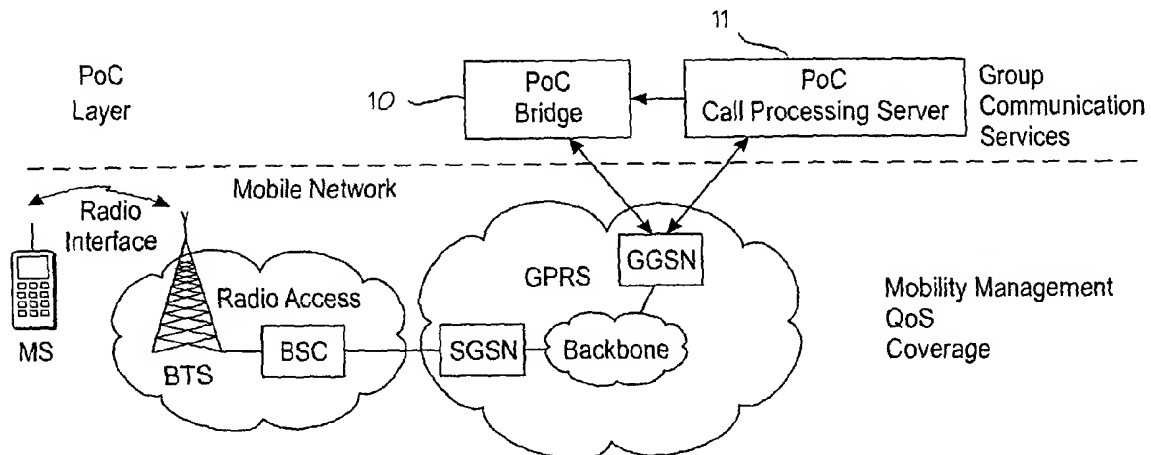 11
PoC
Layer
10
PoC
Bridge
PoC
Call Processing Server
Group
Communication
Services
Mobile Network
Radio
Interface
MS
BTS
Radio Access
BSC
GPRS
GGSN
SGSN
Backbone
Mobility Management
QoS
Coverage